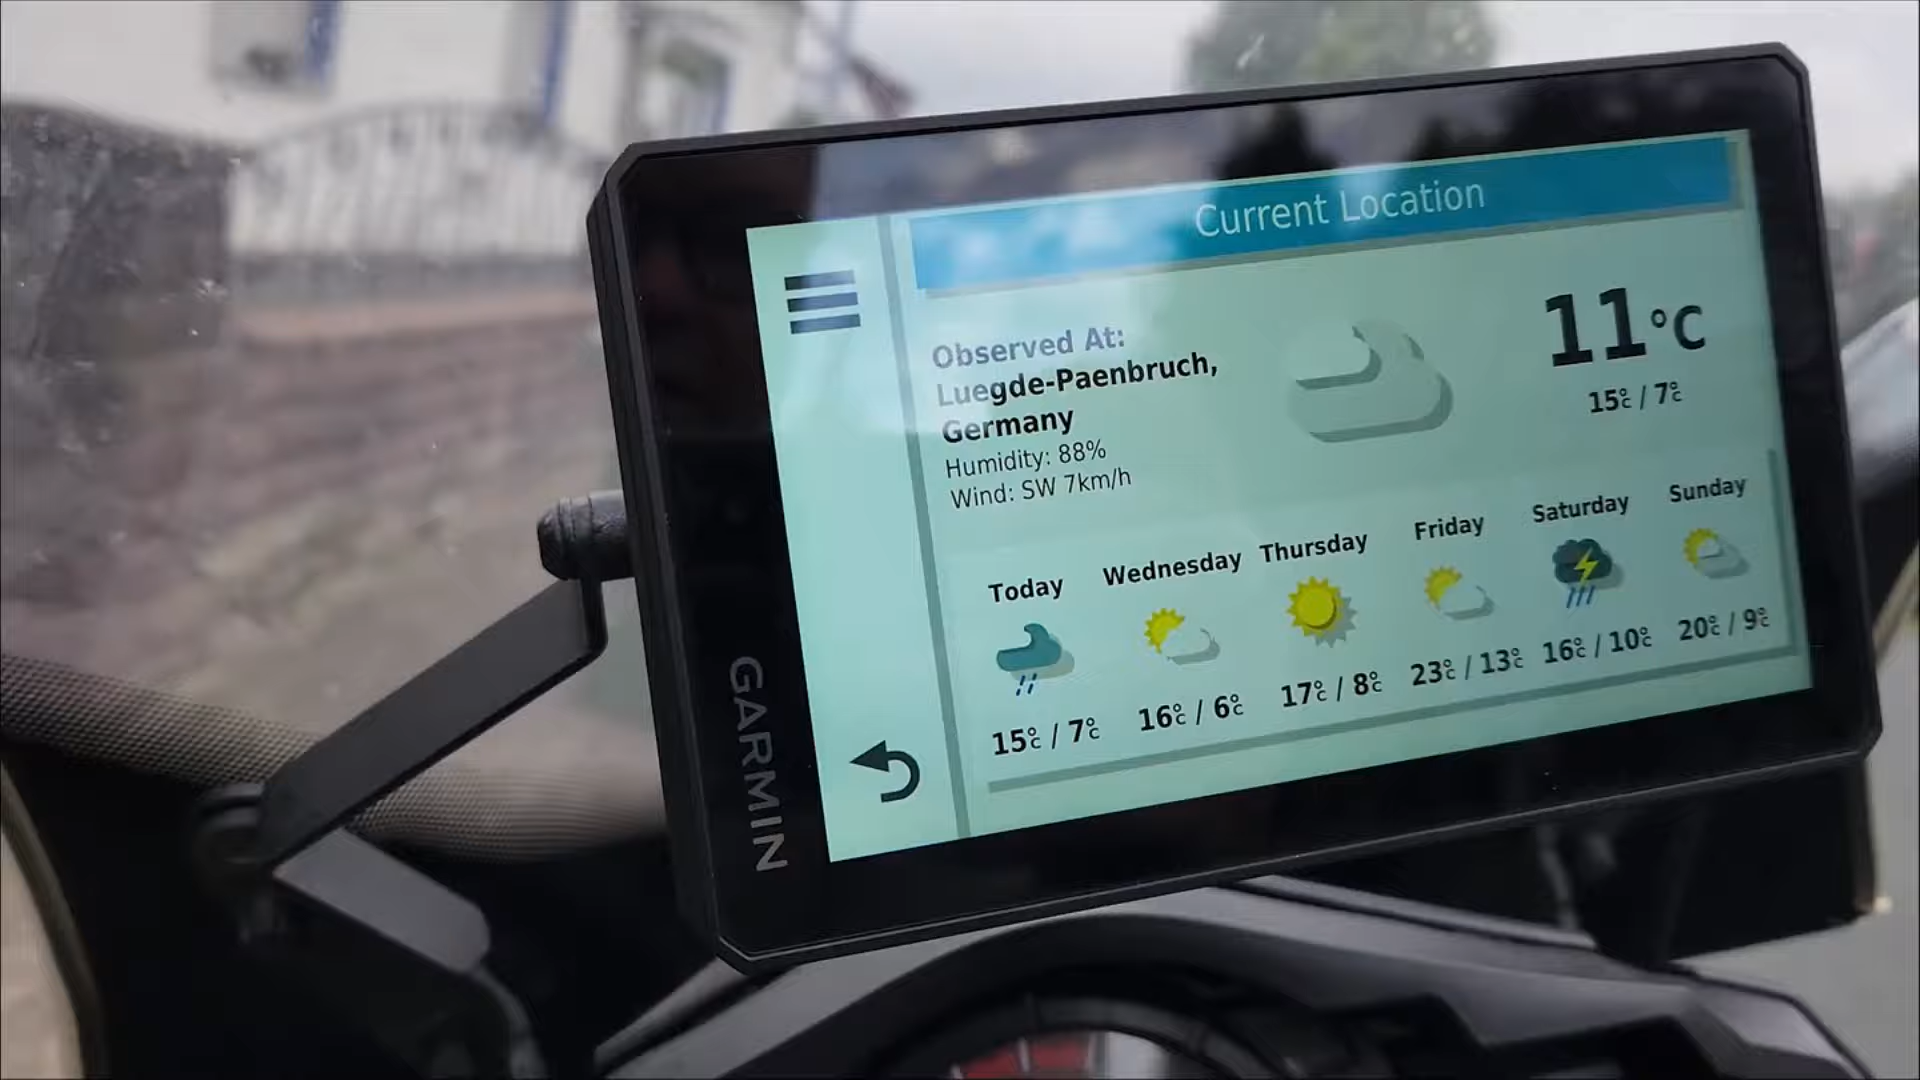 Current Location
Observed At:
Luegde-Paenbruch,
Germany
Humidity: 88%
Wind: SW 7km/h
11°C
15°C / 7°C
Today
Wednesday
Thursday
Friday
Saturday
Sunday
15°C / 7°C
16°C / 6°C
17°C / 8°C
23°C / 13°C
16°C / 10°C
20°C / 9°C
GARMIN